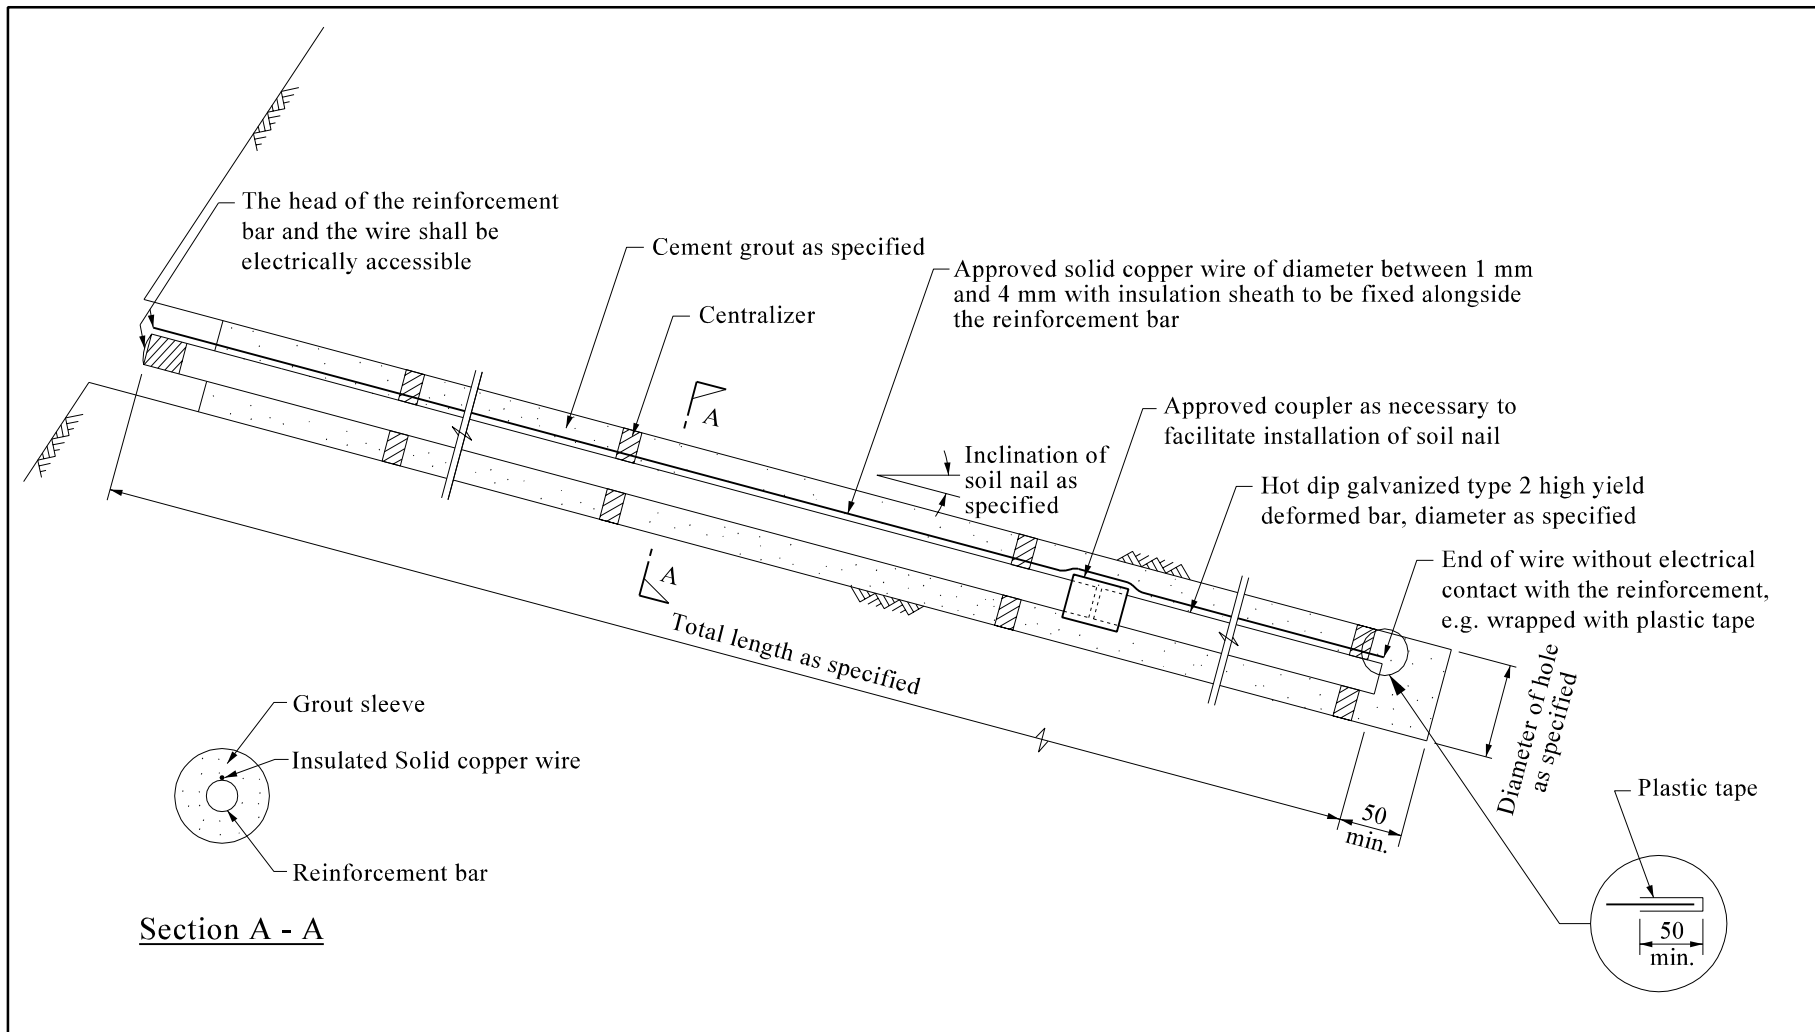 The head of the reinforcement
bar and the wire shall be
electrically accessible
Cement grout as specified
Centralizer
Approved solid copper wire of diameter between 1 mm
and 4 mm with insulation sheath to be fixed alongside
the reinforcement bar
A
Approved coupler as necessary to
facilitate installation of soil nail
Inclination of
soil nail as
specified
Hot dip galvanized type 2 high yield
deformed bar, diameter as specified
End of wire without electrical
contact with the reinforcement,
e.g. wrapped with plastic tape
A
Total length as specified
Diameter of hole
as specified
50
min.
Grout sleeve
Insulated Solid copper wire
Reinforcement bar
Section A - A
Plastic tape
50
min.